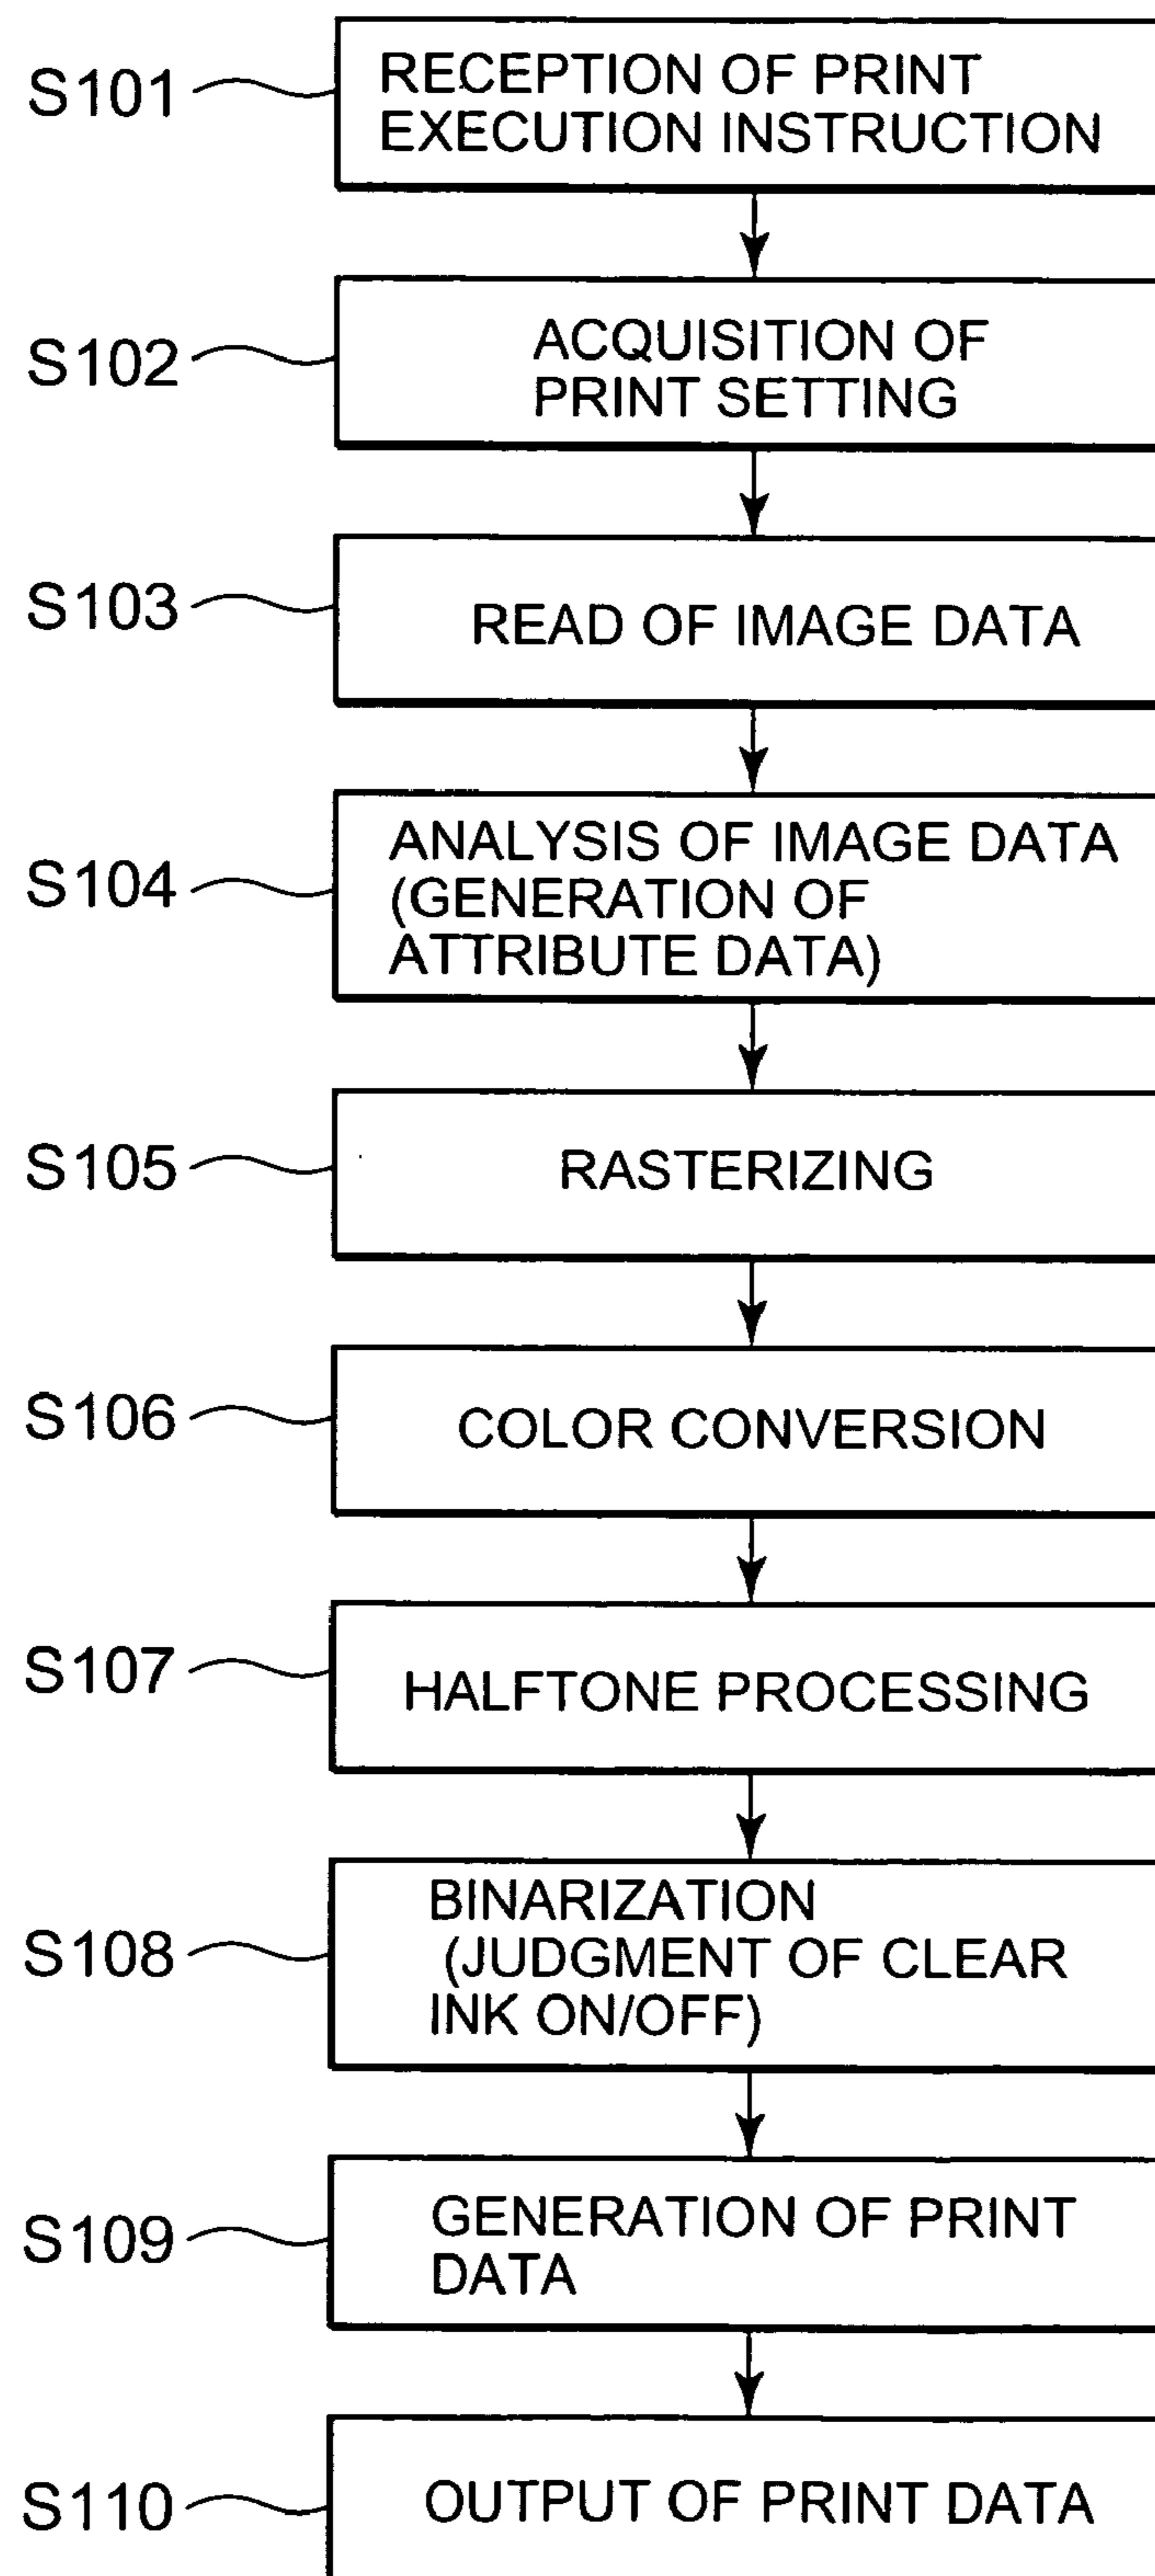 S101
RECEPTION OF PRINT
EXECUTION INSTRUCTION
S102
ACQUISITION OF
PRINT SETTING
S103
READ OF IMAGE DATA
S104
ANALYSIS OF IMAGE DATA
(GENERATION OF
ATTRIBUTE DATA)
S105
RASTERIZING
S106
COLOR CONVERSION
S107
HALFTONE PROCESSING
S108
BINARIZATION
(JUDGMENT OF CLEAR
INK ON/OFF)
S109
GENERATION OF PRINT
DATA
S110
OUTPUT OF PRINT DATA